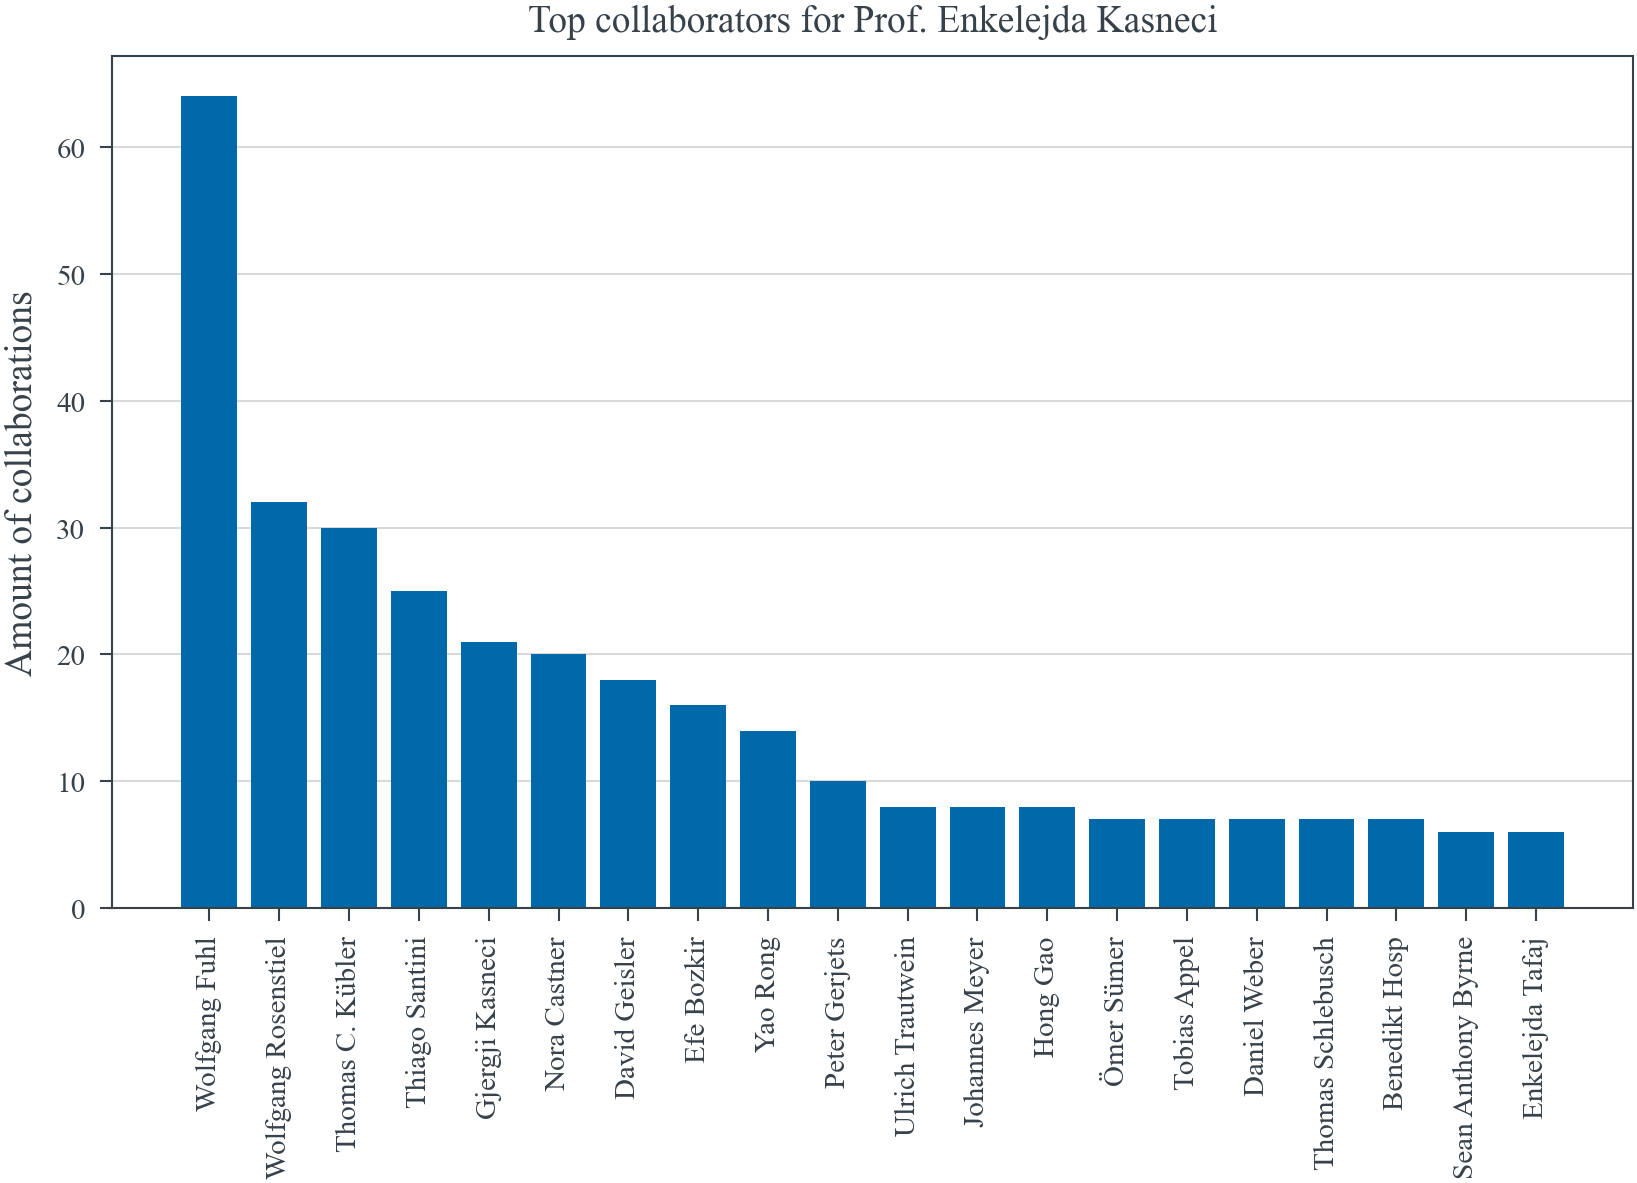 Top collaborators for Prof. Enkelejda Kasneci
Amount of collaborations
60
50
40
30
20
10
0
Wolfgang Fuhl
Wolfgang Rosenstiel
Thomas C. Kübler
Thiago Santini
Gjergji Kasneci
Nora Castner
David Geisler
Efe Bozkir
Yao Rong
Peter Gerjets
Ulrich Trautwein
Johannes Meyer
Hong Gao
Ömer Sümer
Tobias Appel
Daniel Weber
Thomas Schlebusch
Benedikt Hosp
Sean Anthony Byrne
Enkelejda Tafaj